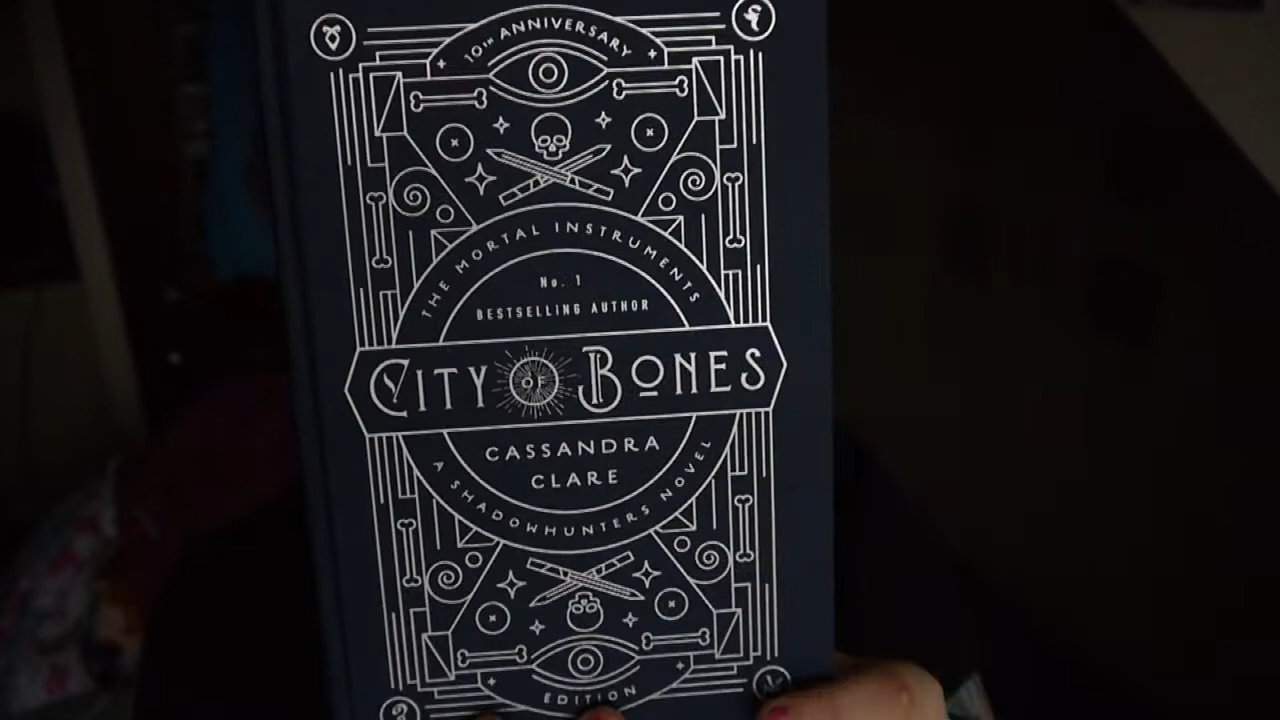 10TH ANNIVERSARY
THE MORTAL INSTRUMENTS
No. 1
BESTSELLING AUTHOR
CITY OF BONES
CASSANDRA
CLARE
A SHADOWHUNTERS NOVEL
EDITION